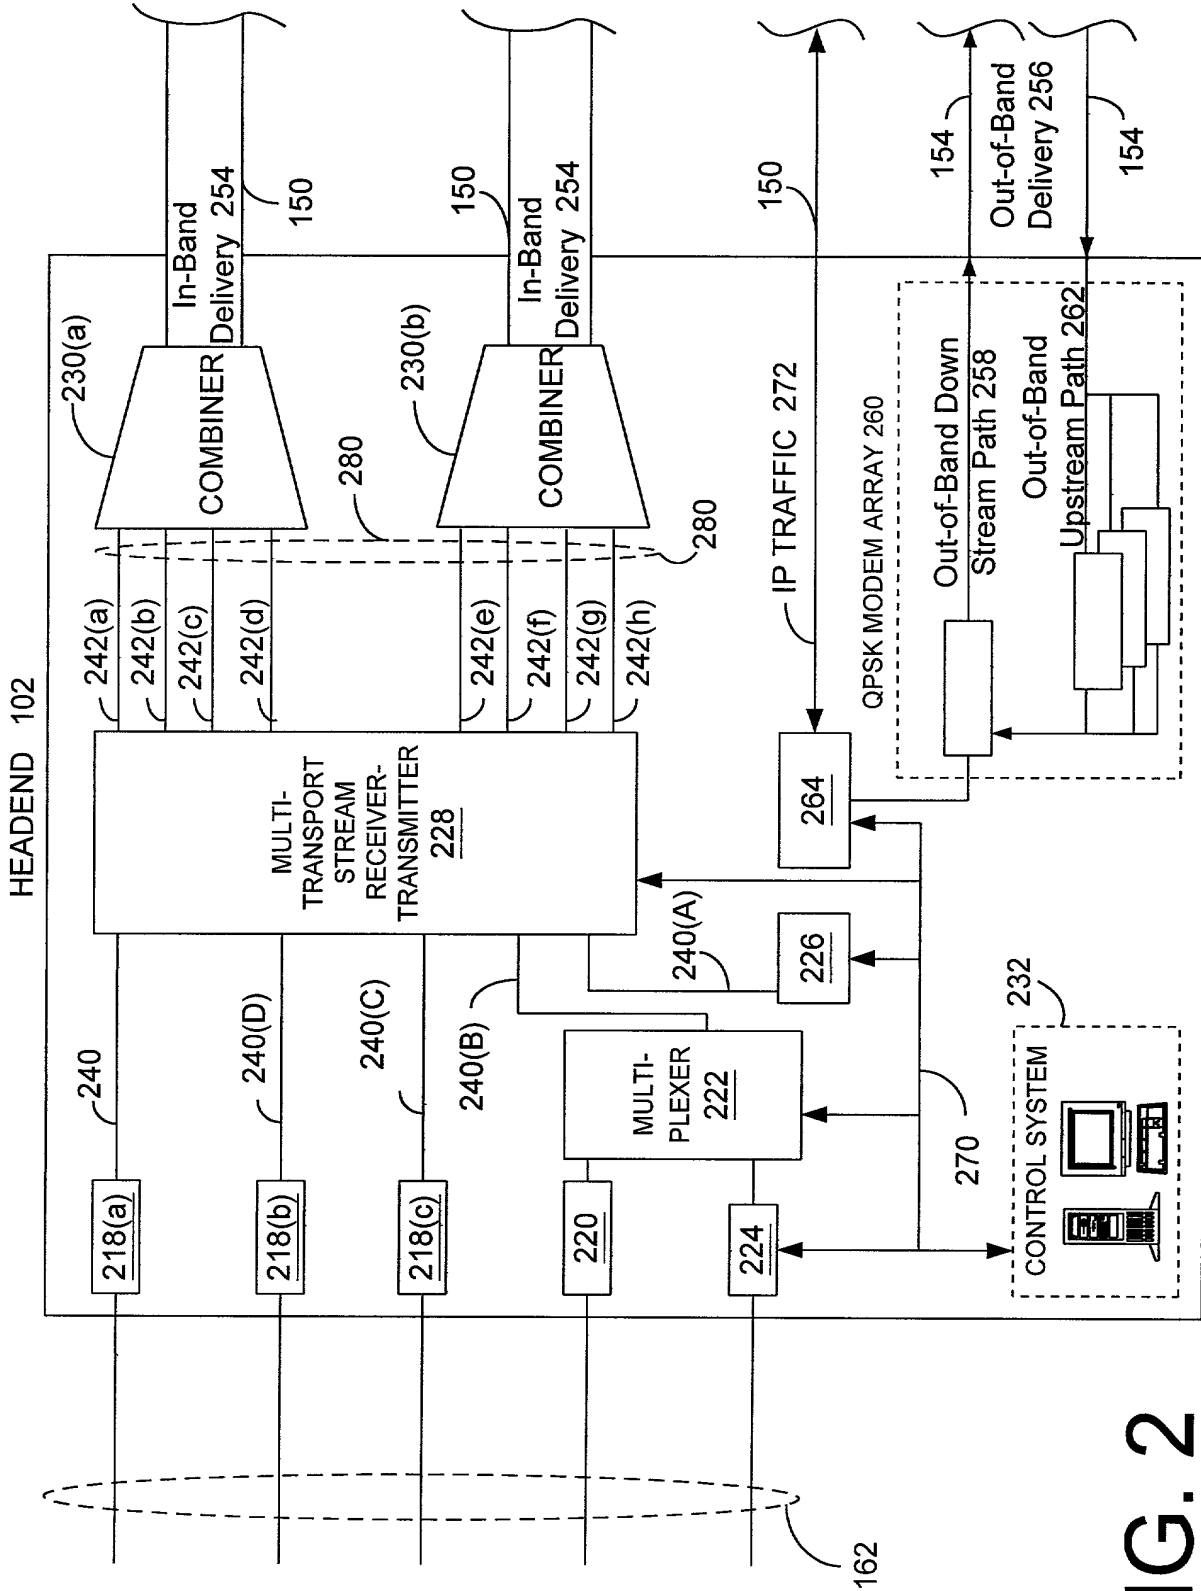 HEADEND 102
230(a)
COMBINER
In-Band
Delivery 254
150
230(b)
COMBINER
In-Band
Delivery 254
150
280
280
242(a)
242(b)
242(c)
242(d)
242(e)
242(f)
242(g)
242(h)
MULTI-
TRANSPORT
STREAM
RECEIVER-
TRANSMITTER
228
240
240(D)
240(C)
240(B)
240(A)
218(a)
218(b)
218(c)
220
224
MULTI-
PLEXER
222
226
264
IP TRAFFIC 272
150
QPSK MODEM ARRAY 260
Out-of-Band Down
Stream Path 258
Out-of-Band
Upstream Path 262
154
Out-of-Band
Delivery 256
154
270
232
CONTROL SYSTEM
162
IG. 2